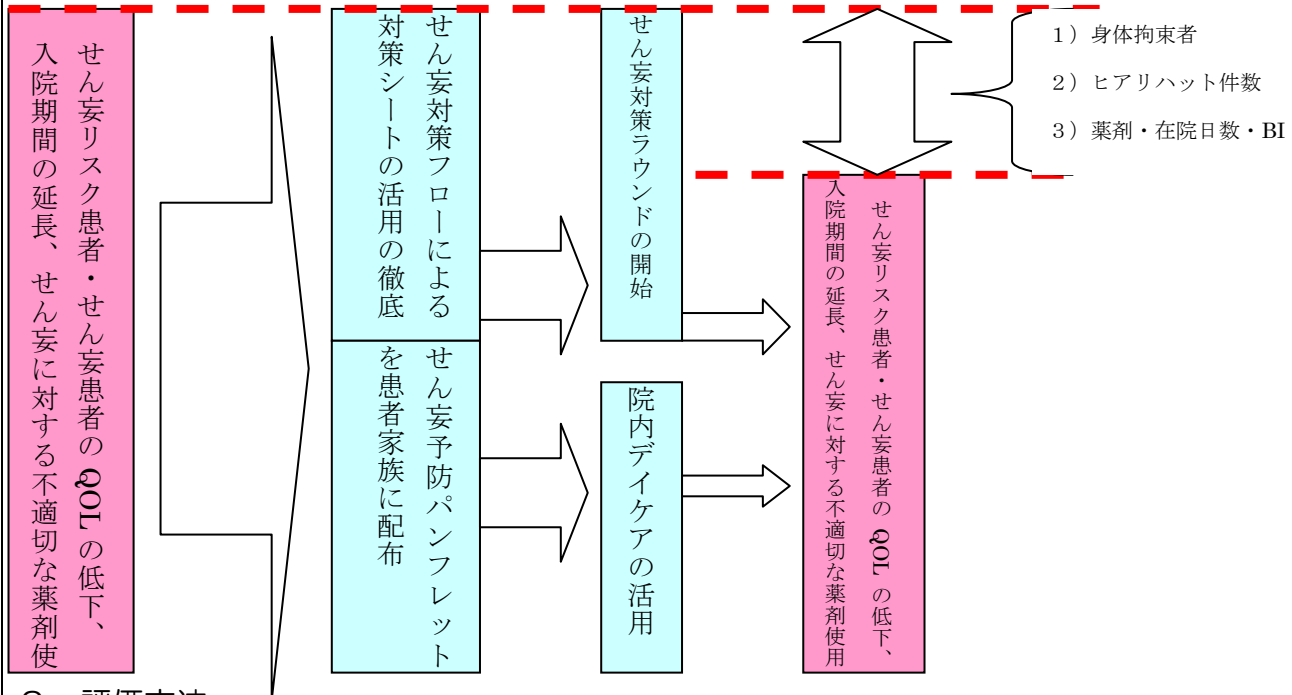 せん妄リスク患者・せん妄患者の QOL の低下、
入院期間の延長、せん妄に対する不適切な薬剤使
せん妄対策フローによる
対策シートの活用の徹底
せん妄予防パンフレット
を患者家族に配布
せん妄対策ラウンドの開始
院内デイケアの活用
せん妄リスク患者・せん妄患者の QOL の低下、
入院期間の延長、せん妄に対する不適切な薬剤使用
１）身体拘束者
２）ヒアリハット件数
３）薬剤・在院日数・BI